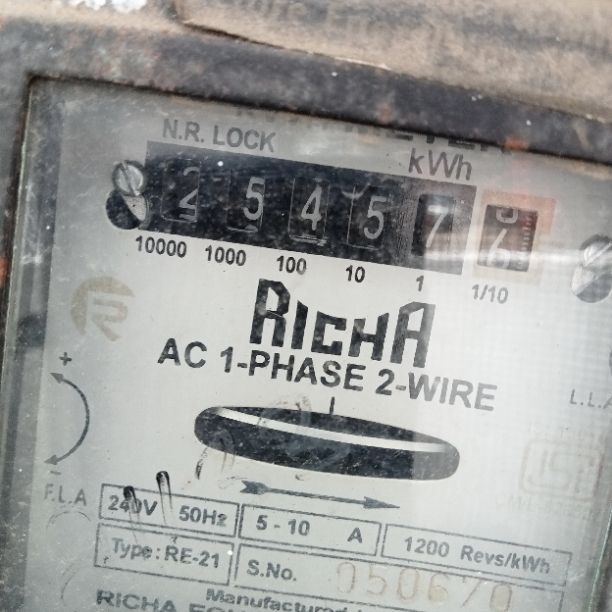 N.R. LOCK
kWh
2 5 4 5 7 6
10000 1000 100 10 1 1/10
RICHA
AC 1-PHASE 2-WIRE
+
-
F.L.A
240V 50Hz
5 - 10 A
1200 Revs/kWh
Type: RE-21
S.No. 050670
Manufactured
RICHA